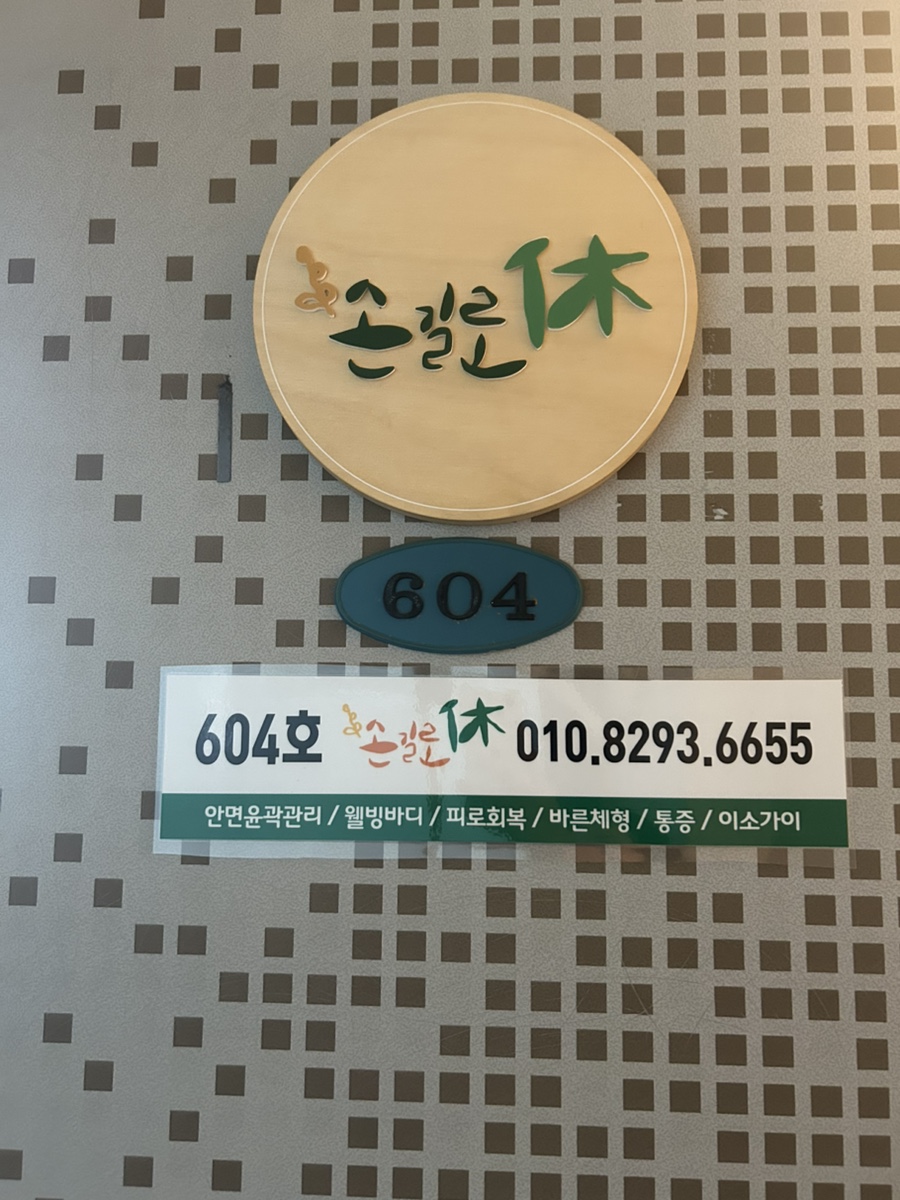 손길로休
604
604호 손길로休 010.8293.6655
안면윤곽관리 / 웰빙바디 / 피로회복 / 바른체형 / 통증 / 이소가이